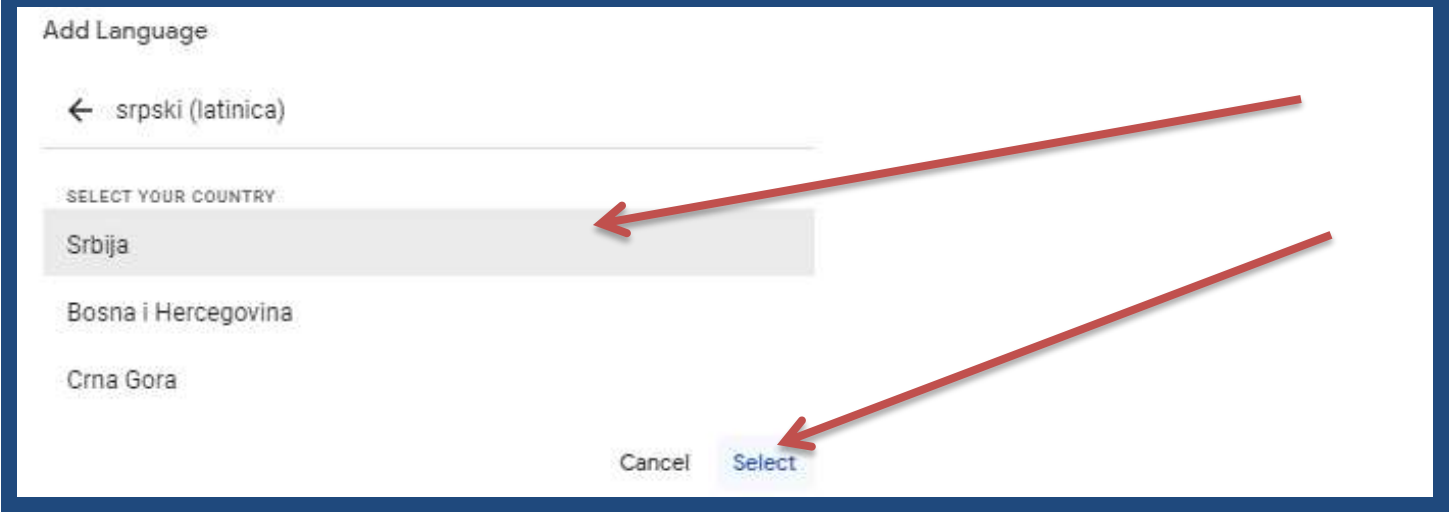 Add Language
srpski (latinica)
SELECT YOUR COUNTRY
Srbija
Bosna i Hercegovina
Crna Gora
Cancel Select